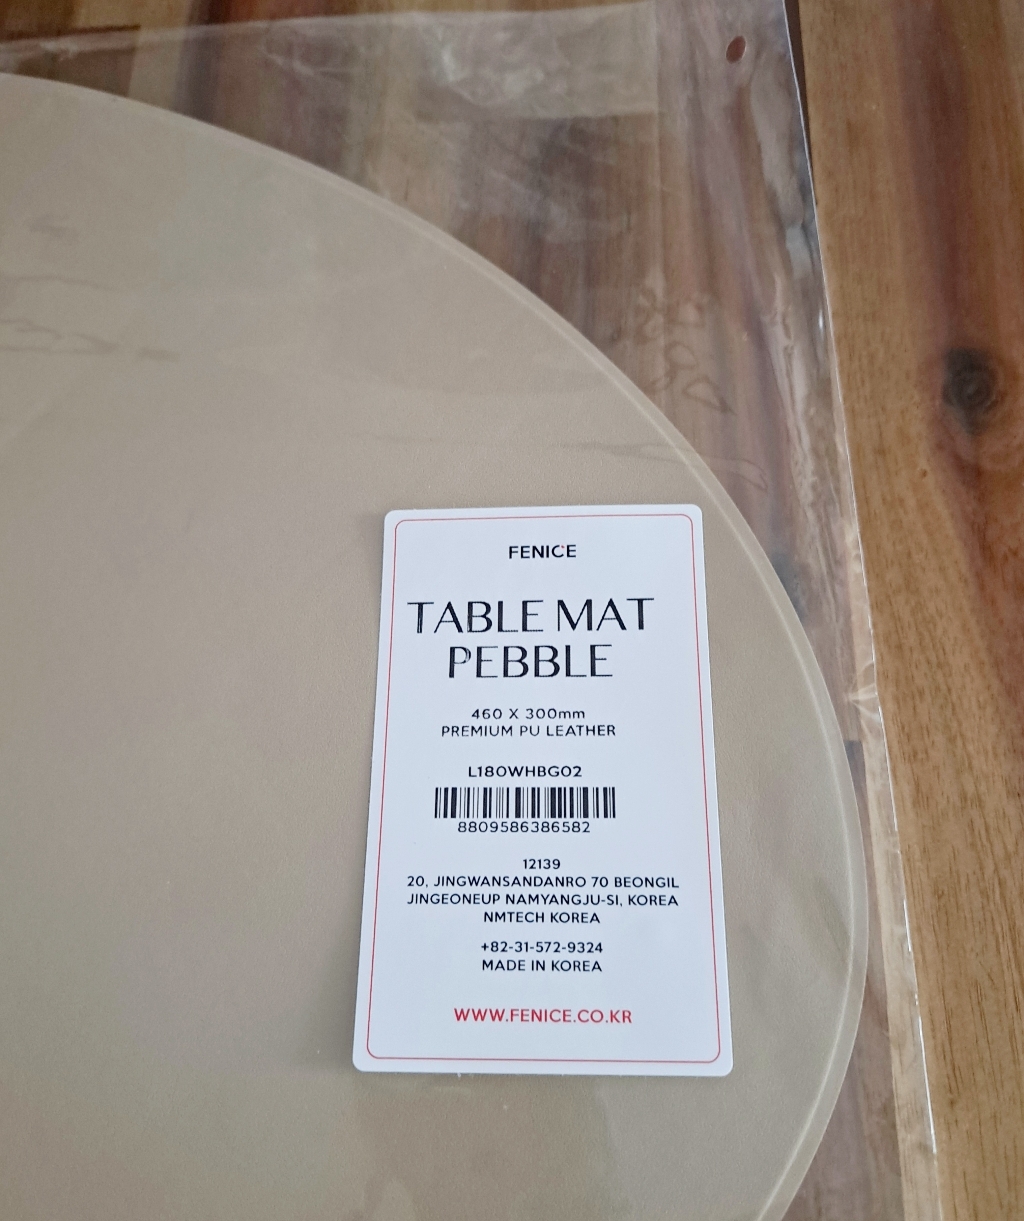 FENICE
TABLE MAT
PEBBLE
460 X 300mm
PREMIUM PU LEATHER
L180WHBG02
8809586386582
12139
20, JINGWANSANDANRO 70 BEONGIL
JINGEONEUP NAMYANGJU-SI, KOREA
NMTECH KOREA
+82-31-572-9324
MADE IN KOREA
WWW.FENICE.CO.KR